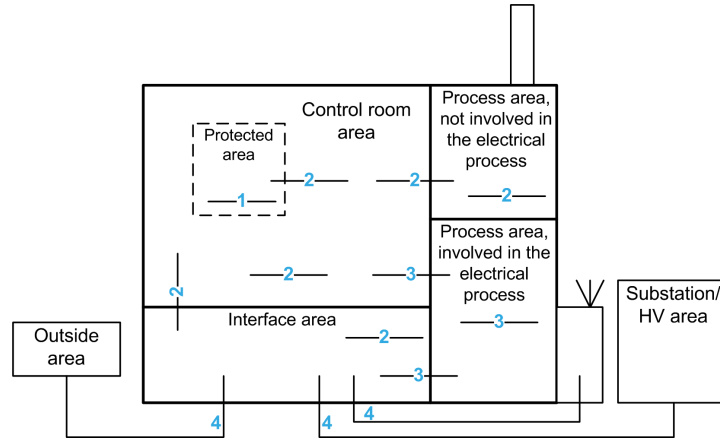 Control room
area
Process area,
not involved in
the electrical
process
Protected
area
2
2
1
2
Process area,
involved in the
electrical
process
2
2
3
Substation/
HV area
Interface area
3
Outside
area
2
3
4
4
4